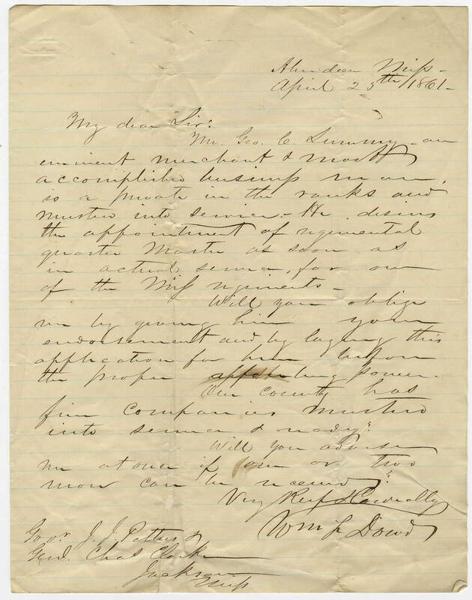 Aberdeen Miss -
April 25th/1861 -
My dear Sir:
Mr. Geo. C. - an
eminent merchant & most
accomplished business man,
is a private in the ranks and
mustered into service - He desires
the appointment of regimental
quarter Master as soon as
in actual service, for one
of the Miss regiments -
Will you oblige
me by giving him your
endorsement and by laying this
application for him before
the proper appointing power.
Our county has
five companies mustered
into service & ready:
Will you advise
me at once if one or two
more can be received?
Very Respectfully
Wm L Dowd
Govr. J. J. Pettus or
Genl. Chas Clark
Jackson
Miss